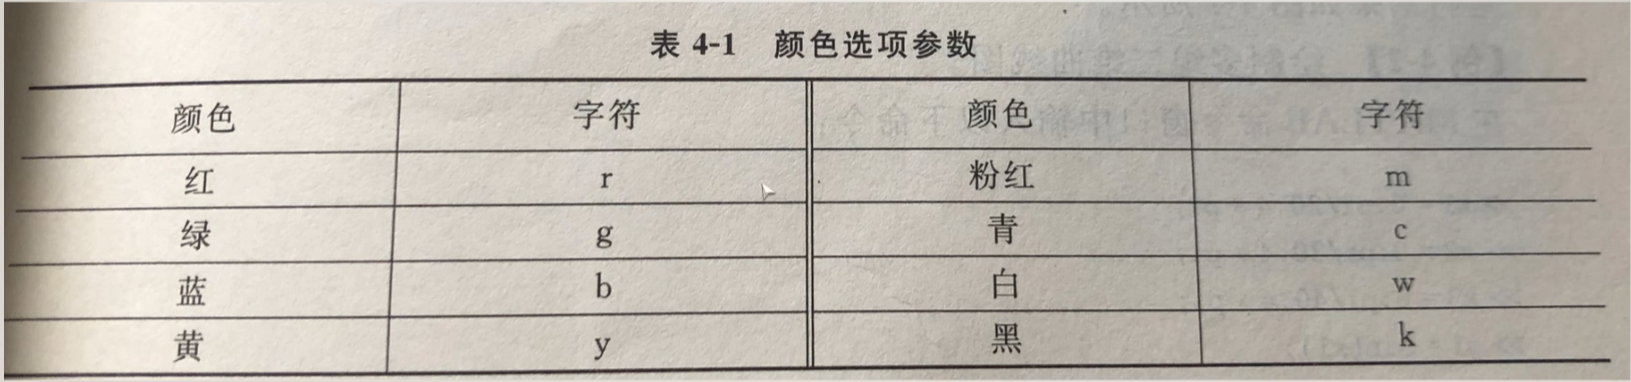 表 4-1 颜色选项参数
颜色 字符 颜色 字符
红 r 粉红 m
绿 g 青 c
蓝 b 白 w
黄 y 黑 k